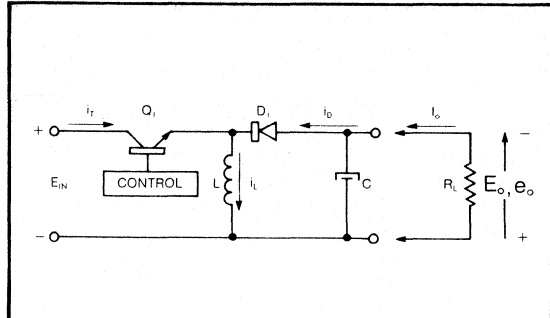 i_T
Q_1
D_1
i_D
I_o
+
−
E_IN
CONTROL
L
i_L
C
R_L
E_o, e_o
−
+